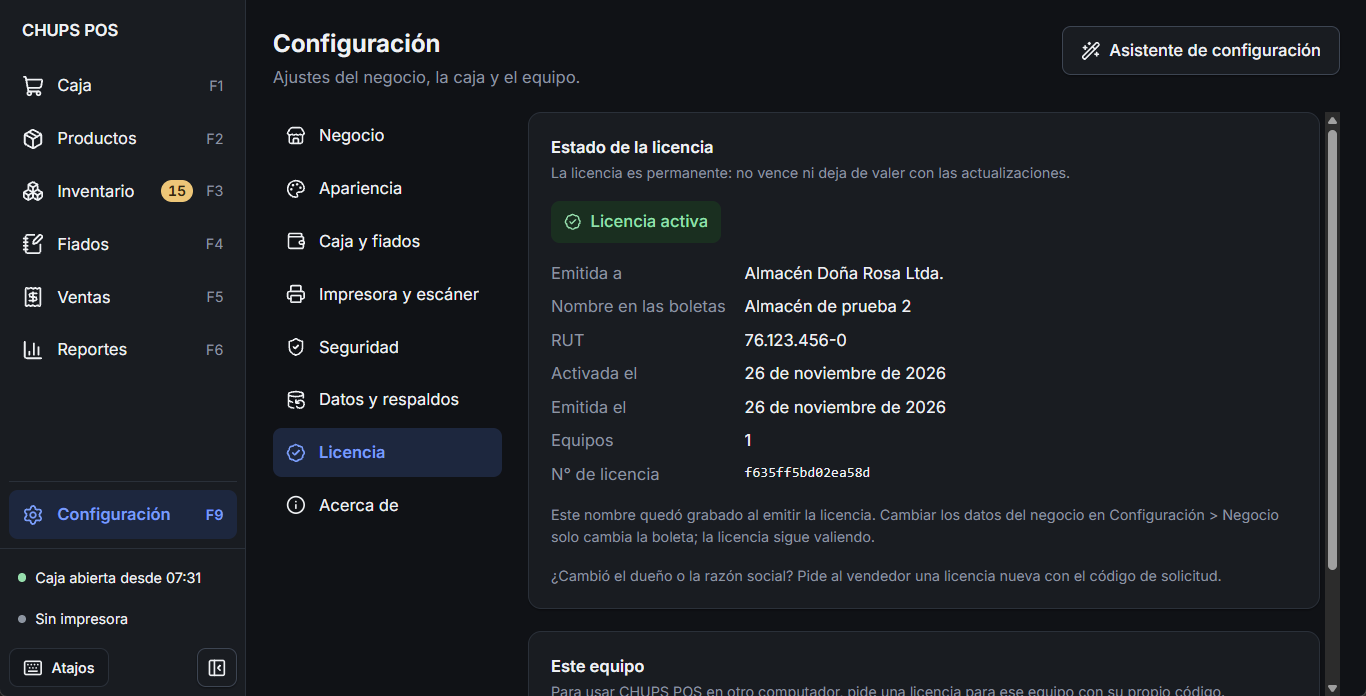 CHUPS POS
Caja F1
Productos F2
Inventario 15 F3
Fiados F4
Ventas F5
Reportes F6
Configuración F9
Caja abierta desde 07:31
Sin impresora
Atajos
Configuración
Ajustes del negocio, la caja y el equipo.
Asistente de configuración
Negocio
Apariencia
Caja y fiados
Impresora y escáner
Seguridad
Datos y respaldos
Licencia
Acerca de
Estado de la licencia
La licencia es permanente: no vence ni deja de valer con las actualizaciones.
Licencia activa
Emitida a Almacén Doña Rosa Ltda.
Nombre en las boletas Almacén de prueba 2
RUT 76.123.456-0
Activada el 26 de noviembre de 2026
Emitida el 26 de noviembre de 2026
Equipos 1
N° de licencia f635ff5bd02ea58d
Este nombre quedó grabado al emitir la licencia. Cambiar los datos del negocio en Configuración > Negocio
solo cambia la boleta; la licencia sigue valiendo.
¿Cambió el dueño o la razón social? Pide al vendedor una licencia nueva con el código de solicitud.
Este equipo
Para usar CHUPS POS en otro computador, pide una licencia para ese equipo con su propio código.